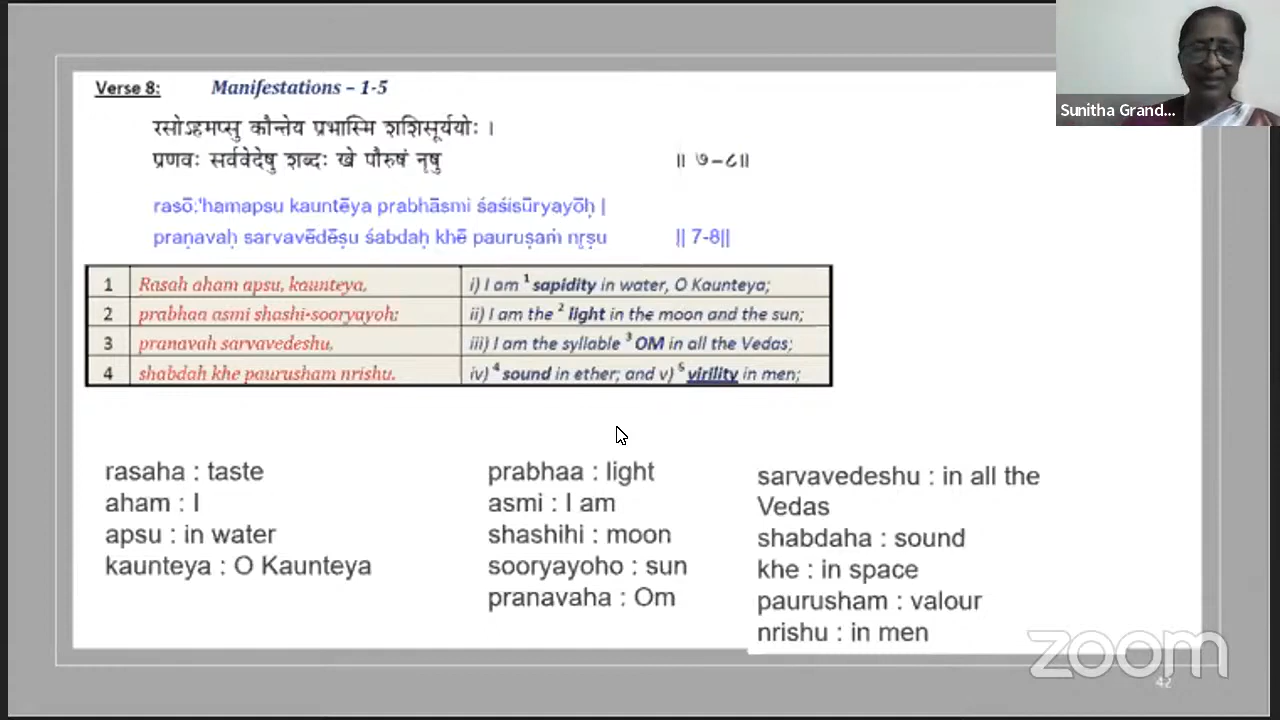 Sunitha Grand...
Verse 8: Manifestations – 1-5
रसोऽहमप्सु कौन्तेय प्रभास्मि शशिसूर्ययोः ।
प्रणवः सर्ववेदेषु शब्दः खे पौरुषं नृषु ॥ ७-८॥
rasō:'hamapsu kauntēya prabhāsmi śaśisūryayōḥ |
praṇavaḥ sarvavēdēṣu śabdaḥ khē pauruṣaṁ nr̥ṣu || 7-8||
1 Rasah aham apsu, kaunteya, i) I am ¹ sapidity in water, O Kaunteya;
2 prabhaa asmi shashi-sooryayoh; ii) I am the ² light in the moon and the sun;
3 pranavah sarvavedeshu, iii) I am the syllable ³ OM in all the Vedas;
4 shabdah khe paurusham nrishu. iv) ⁴ sound in ether; and v) ⁵ virility in men;
rasaha : taste
aham : I
apsu : in water
kaunteya : O Kaunteya
prabhaa : light
asmi : I am
shashihi : moon
sooryayoho : sun
pranavaha : Om
sarvavedeshu : in all the
Vedas
shabdaha : sound
khe : in space
paurusham : valour
nrishu : in men
zoom
42